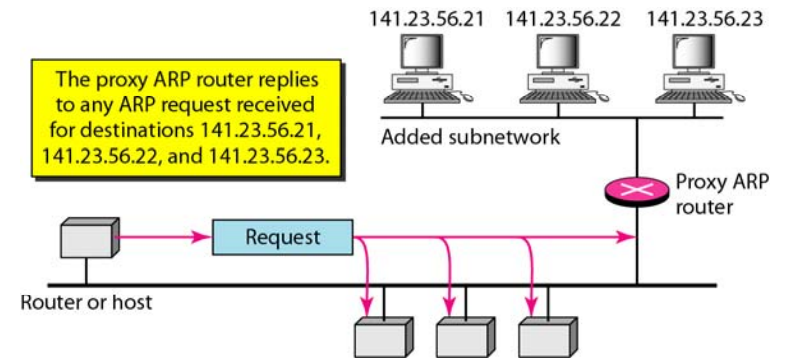 141.23.56.21 141.23.56.22 141.23.56.23
The proxy ARP router replies
to any ARP request received
for destinations 141.23.56.21,
141.23.56.22, and 141.23.56.23.
Added subnetwork
Proxy ARP
router
Request
Router or host